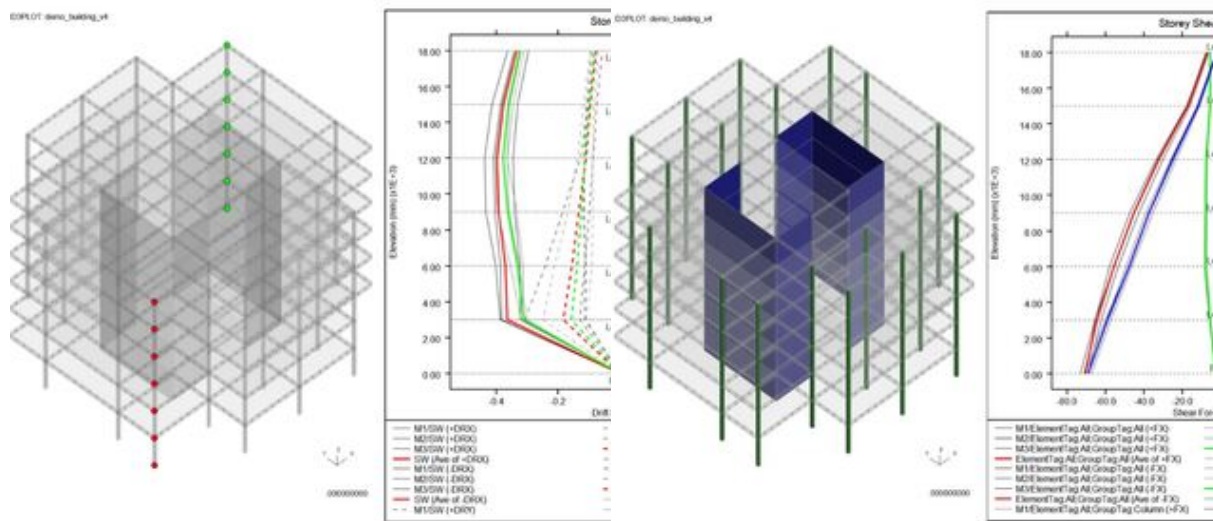 D3PLOT: demo_building_v4
Store
Elevation (mm) (x1E+3)
18.00
16.00
14.00
12.00
10.00
8.00
6.00
4.00
2.00
0.00
-0.4
-0.2
Drift
M1/SW (+DRX)
M2/SW (+DRX)
M3/SW (+DRX)
SW (Ave of +DRX)
M1/SW (-DRX)
M2/SW (-DRX)
M3/SW (-DRX)
SW (Ave of -DRX)
M1/SW (+DRY)
D3PLOT: demo_building_v4
Storey Shea
Elevation (mm) (x1E+3)
18.00
16.00
14.00
12.00
10.00
8.00
6.00
4.00
2.00
0.00
-80.0
-60.0
-40.0
-20.0
Shear Forc
M1/ElementTag:All;GroupTag:All (+FX)
M2/ElementTag:All;GroupTag:All (+FX)
M3/ElementTag:All;GroupTag:All (+FX)
ElementTag:All;GroupTag:All (Ave of +FX)
M1/ElementTag:All;GroupTag:All (-FX)
M2/ElementTag:All;GroupTag:All (-FX)
M3/ElementTag:All;GroupTag:All (-FX)
ElementTag:All;GroupTag:All (Ave of -FX)
M1/ElementTag:All;GroupTag:Column (+FX)